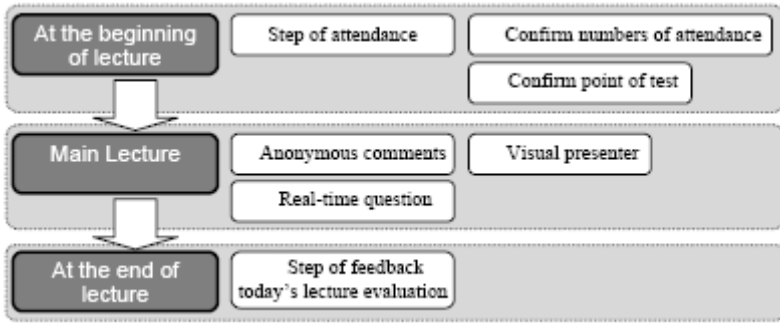 At the beginning
of lecture
Step of attendance
Confirm numbers of attendance
Confirm point of test
Main Lecture
Anonymous comments
Visual presenter
Real-time question
At the end of
lecture
Step of feedback
today's lecture evaluation